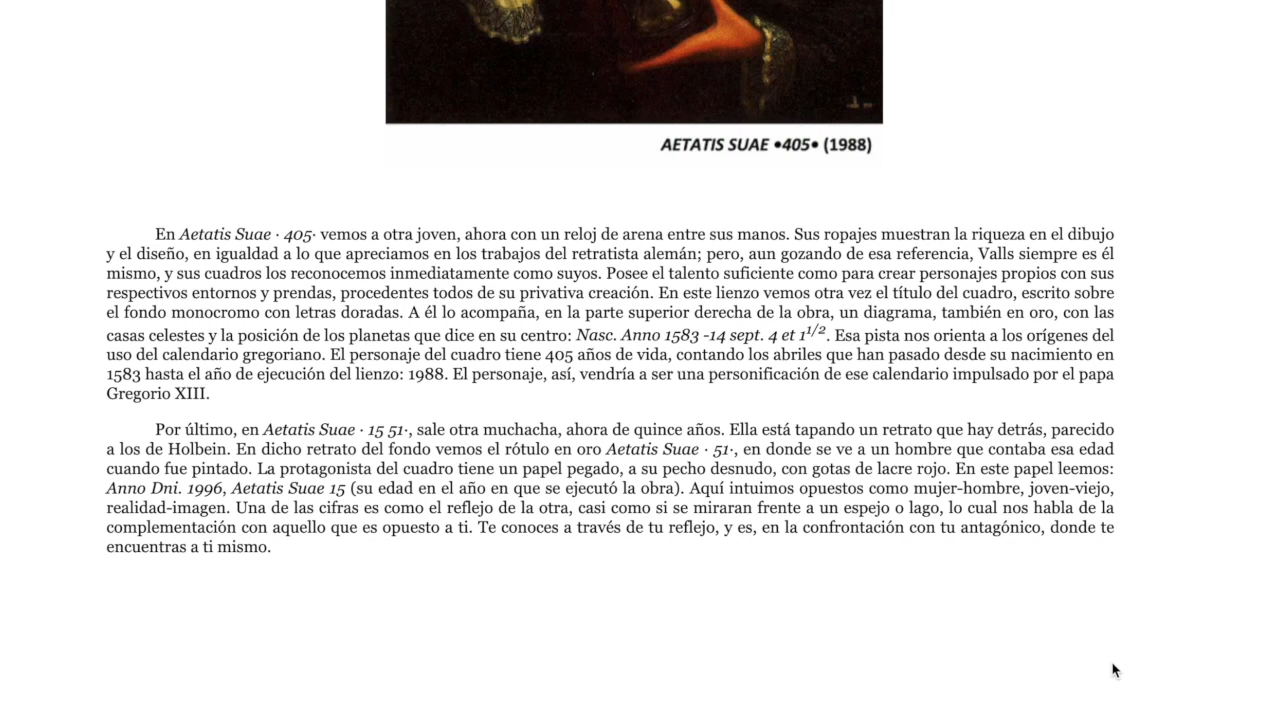 AETATIS SUAE •405• (1988)
En Aetatis Suae · 405· vemos a otra joven, ahora con un reloj de arena entre sus manos. Sus ropajes muestran la riqueza en el dibujo
y el diseño, en igualdad a lo que apreciamos en los trabajos del retratista alemán; pero, aun gozando de esa referencia, Valls siempre es él
mismo, y sus cuadros los reconocemos inmediatamente como suyos. Posee el talento suficiente como para crear personajes propios con sus
respectivos entornos y prendas, procedentes todos de su privativa creación. En este lienzo vemos otra vez el título del cuadro, escrito sobre
el fondo monocromo con letras doradas. A él lo acompaña, en la parte superior derecha de la obra, un diagrama, también en oro, con las
casas celestes y la posición de los planetas que dice en su centro: Nasc. Anno 1583 -14 sept. 4 et 1^1/2. Esa pista nos orienta a los orígenes del
uso del calendario gregoriano. El personaje del cuadro tiene 405 años de vida, contando los abriles que han pasado desde su nacimiento en
1583 hasta el año de ejecución del lienzo: 1988. El personaje, así, vendría a ser una personificación de ese calendario impulsado por el papa
Gregorio XIII.
Por último, en Aetatis Suae · 15 51·, sale otra muchacha, ahora de quince años. Ella está tapando un retrato que hay detrás, parecido
a los de Holbein. En dicho retrato del fondo vemos el rótulo en oro Aetatis Suae · 51·, en donde se ve a un hombre que contaba esa edad
cuando fue pintado. La protagonista del cuadro tiene un papel pegado, a su pecho desnudo, con gotas de lacre rojo. En este papel leemos:
Anno Dni. 1996, Aetatis Suae 15 (su edad en el año en que se ejecutó la obra). Aquí intuimos opuestos como mujer-hombre, joven-viejo,
realidad-imagen. Una de las cifras es como el reflejo de la otra, casi como si se miraran frente a un espejo o lago, lo cual nos habla de la
complementación con aquello que es opuesto a ti. Te conoces a través de tu reflejo, y es, en la confrontación con tu antagónico, donde te
encuentras a ti mismo.